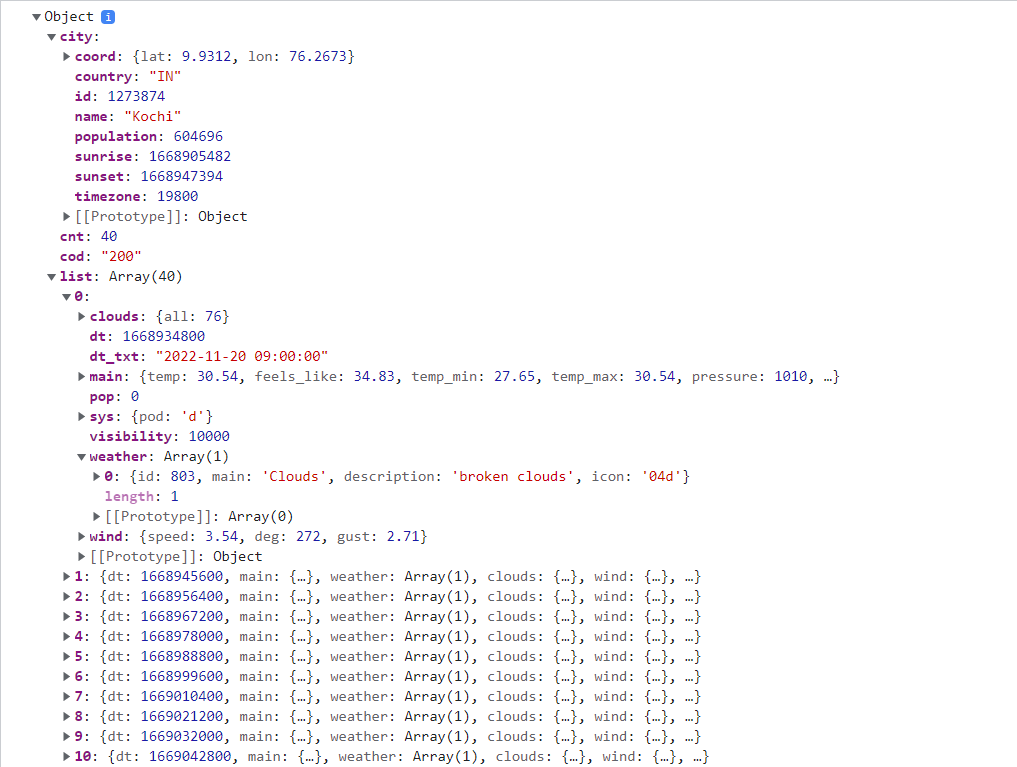 Object i
city:
coord: {lat: 9.9312, lon: 76.2673}
country: "IN"
id: 1273874
name: "Kochi"
population: 604696
sunrise: 1668905482
sunset: 1668947394
timezone: 19800
[[Prototype]]: Object
cnt: 40
cod: "200"
list: Array(40)
0:
clouds: {all: 76}
dt: 1668934800
dt_txt: "2022-11-20 09:00:00"
main: {temp: 30.54, feels_like: 34.83, temp_min: 27.65, temp_max: 30.54, pressure: 1010, …}
pop: 0
sys: {pod: 'd'}
visibility: 10000
weather: Array(1)
0: {id: 803, main: 'Clouds', description: 'broken clouds', icon: '04d'}
length: 1
[[Prototype]]: Array(0)
wind: {speed: 3.54, deg: 272, gust: 2.71}
[[Prototype]]: Object
1: {dt: 1668945600, main: {…}, weather: Array(1), clouds: {…}, wind: {…}, …}
2: {dt: 1668956400, main: {…}, weather: Array(1), clouds: {…}, wind: {…}, …}
3: {dt: 1668967200, main: {…}, weather: Array(1), clouds: {…}, wind: {…}, …}
4: {dt: 1668978000, main: {…}, weather: Array(1), clouds: {…}, wind: {…}, …}
5: {dt: 1668988800, main: {…}, weather: Array(1), clouds: {…}, wind: {…}, …}
6: {dt: 1668999600, main: {…}, weather: Array(1), clouds: {…}, wind: {…}, …}
7: {dt: 1669010400, main: {…}, weather: Array(1), clouds: {…}, wind: {…}, …}
8: {dt: 1669021200, main: {…}, weather: Array(1), clouds: {…}, wind: {…}, …}
9: {dt: 1669032000, main: {…}, weather: Array(1), clouds: {…}, wind: {…}, …}
10: {dt: 1669042800, main: {…}, weather: Array(1), clouds: {…}, wind: {…}, …}